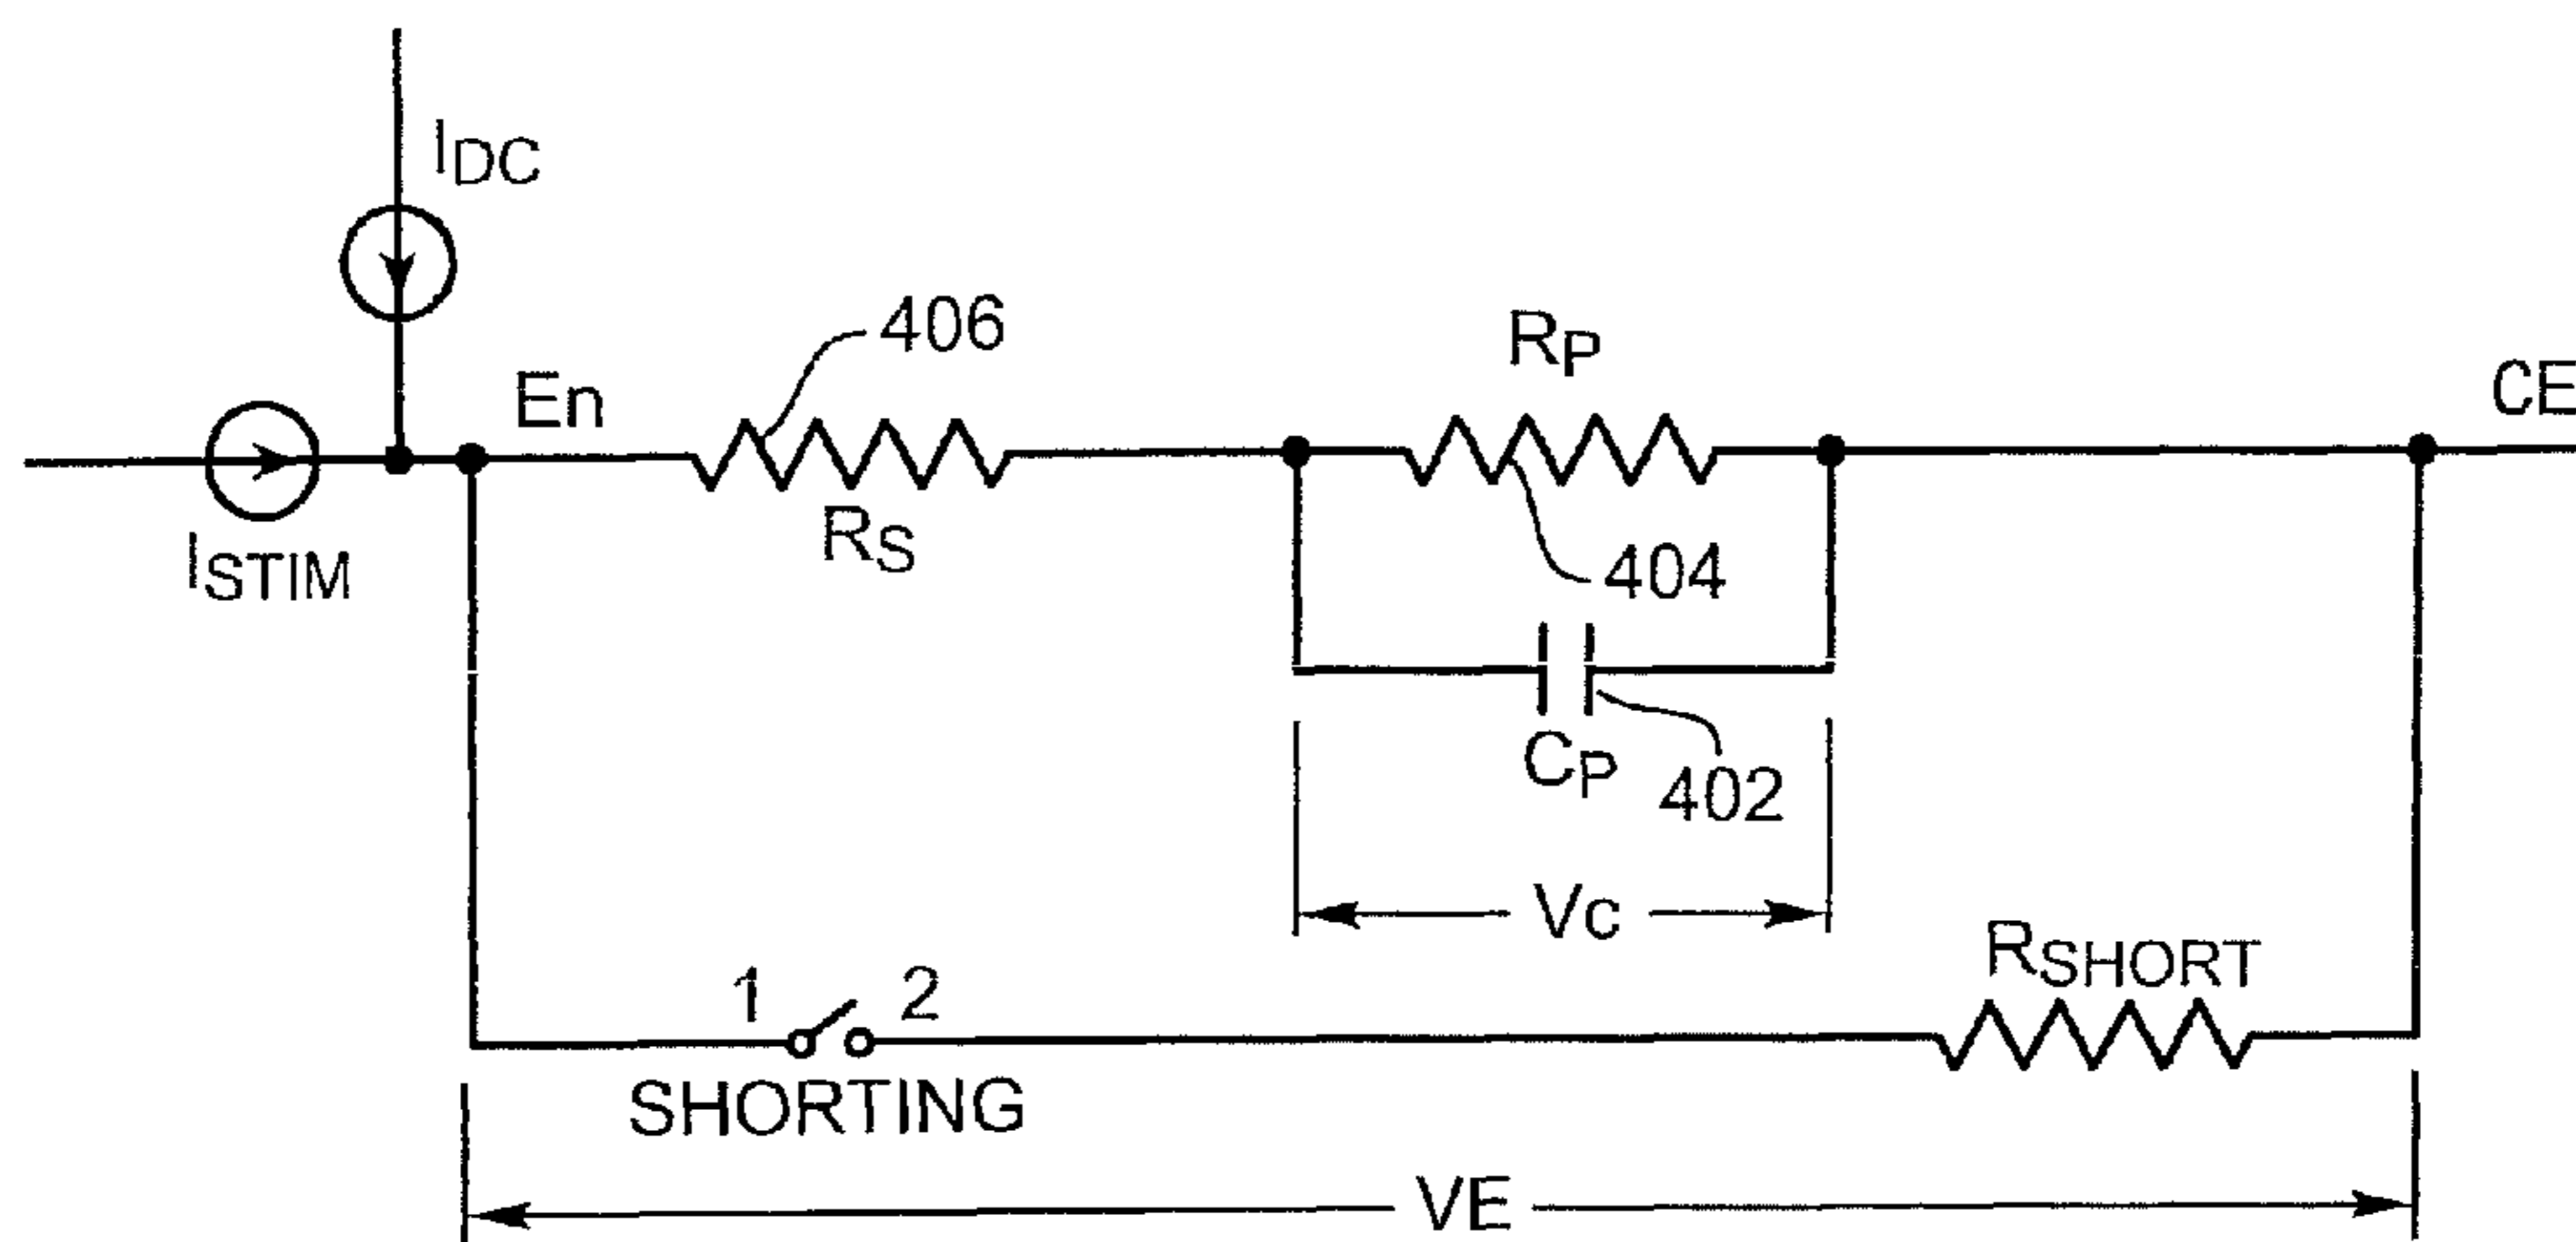 IDC
406
RP
CE
En
RS
ISTIM
404
CP
402
Vc
RSHORT
1
2
SHORTING
VE